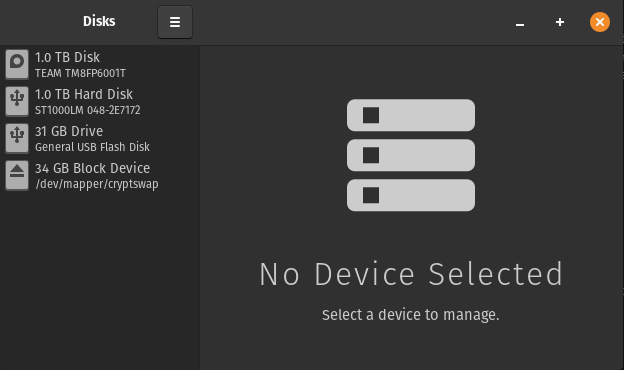 Disks
1.0 TB Disk
TEAM TM8FP6001T
1.0 TB Hard Disk
ST1000LM 048-2E7172
31 GB Drive
General USB Flash Disk
34 GB Block Device
/dev/mapper/cryptswap
No Device Selected
Select a device to manage.